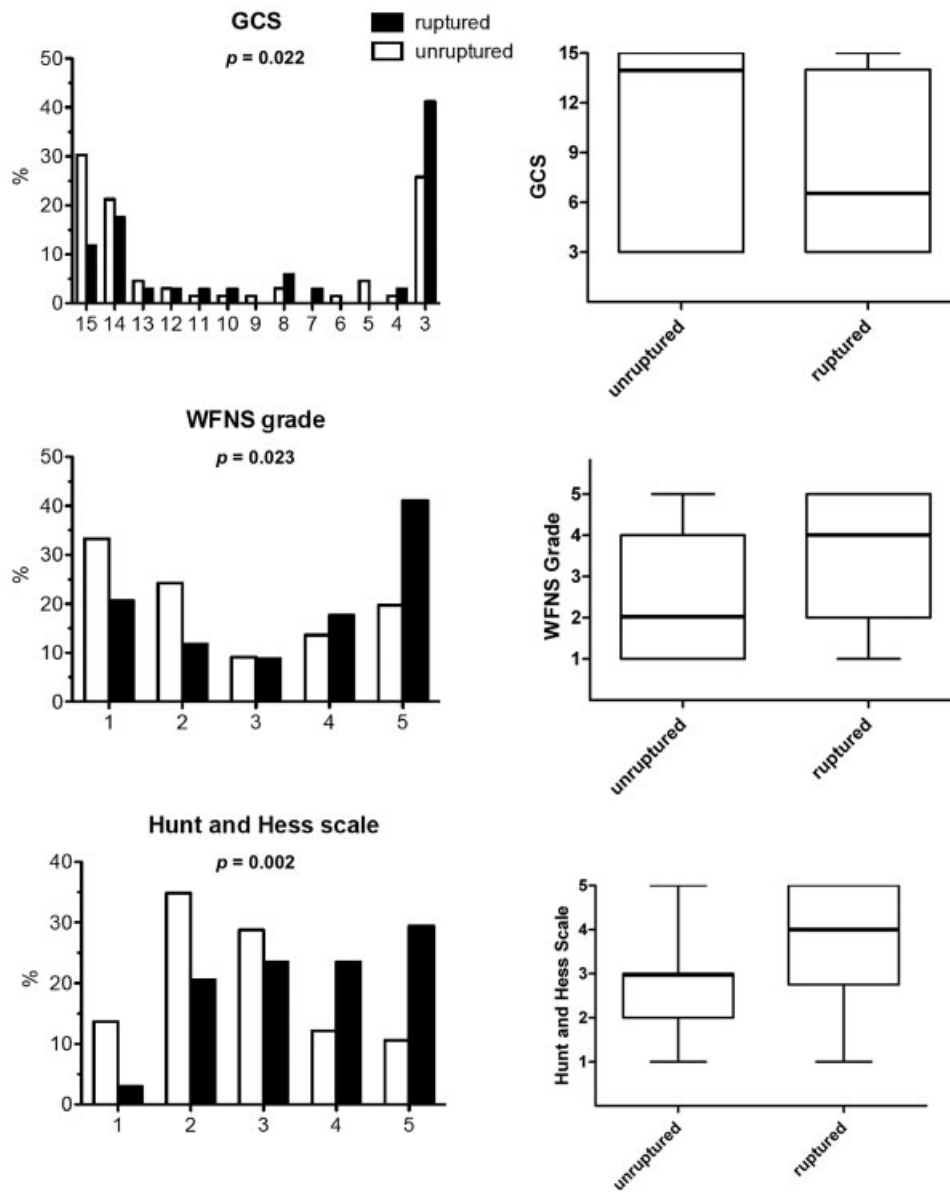 GCS
p = 0.022
ruptured
unruptured
50
40
30
20
10
0
%
15 14 13 12 11 10 9 8 7 6 5 4 3
15
12
9
6
3
GCS
unruptured
ruptured
WFNS grade
p = 0.023
50
40
30
20
10
0
%
1 2 3 4 5
5
4
3
2
1
WFNS Grade
unruptured
ruptured
Hunt and Hess scale
p = 0.002
40
30
20
10
0
%
1 2 3 4 5
5
4
3
2
1
Hunt and Hess Scale
unruptured
ruptured